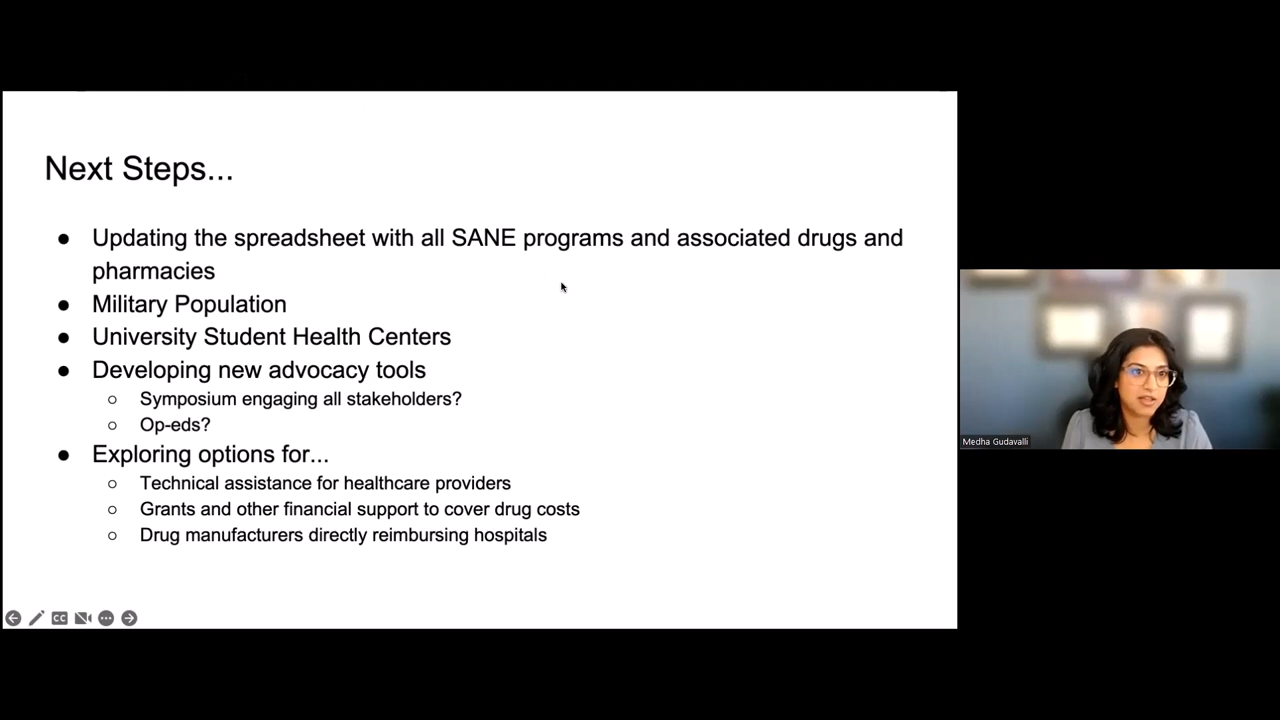 Next Steps...
● Updating the spreadsheet with all SANE programs and associated drugs and
pharmacies
● Military Population
● University Student Health Centers
● Developing new advocacy tools
○ Symposium engaging all stakeholders?
○ Op-eds?
● Exploring options for...
○ Technical assistance for healthcare providers
○ Grants and other financial support to cover drug costs
○ Drug manufacturers directly reimbursing hospitals
CC
Medha Gudavalli